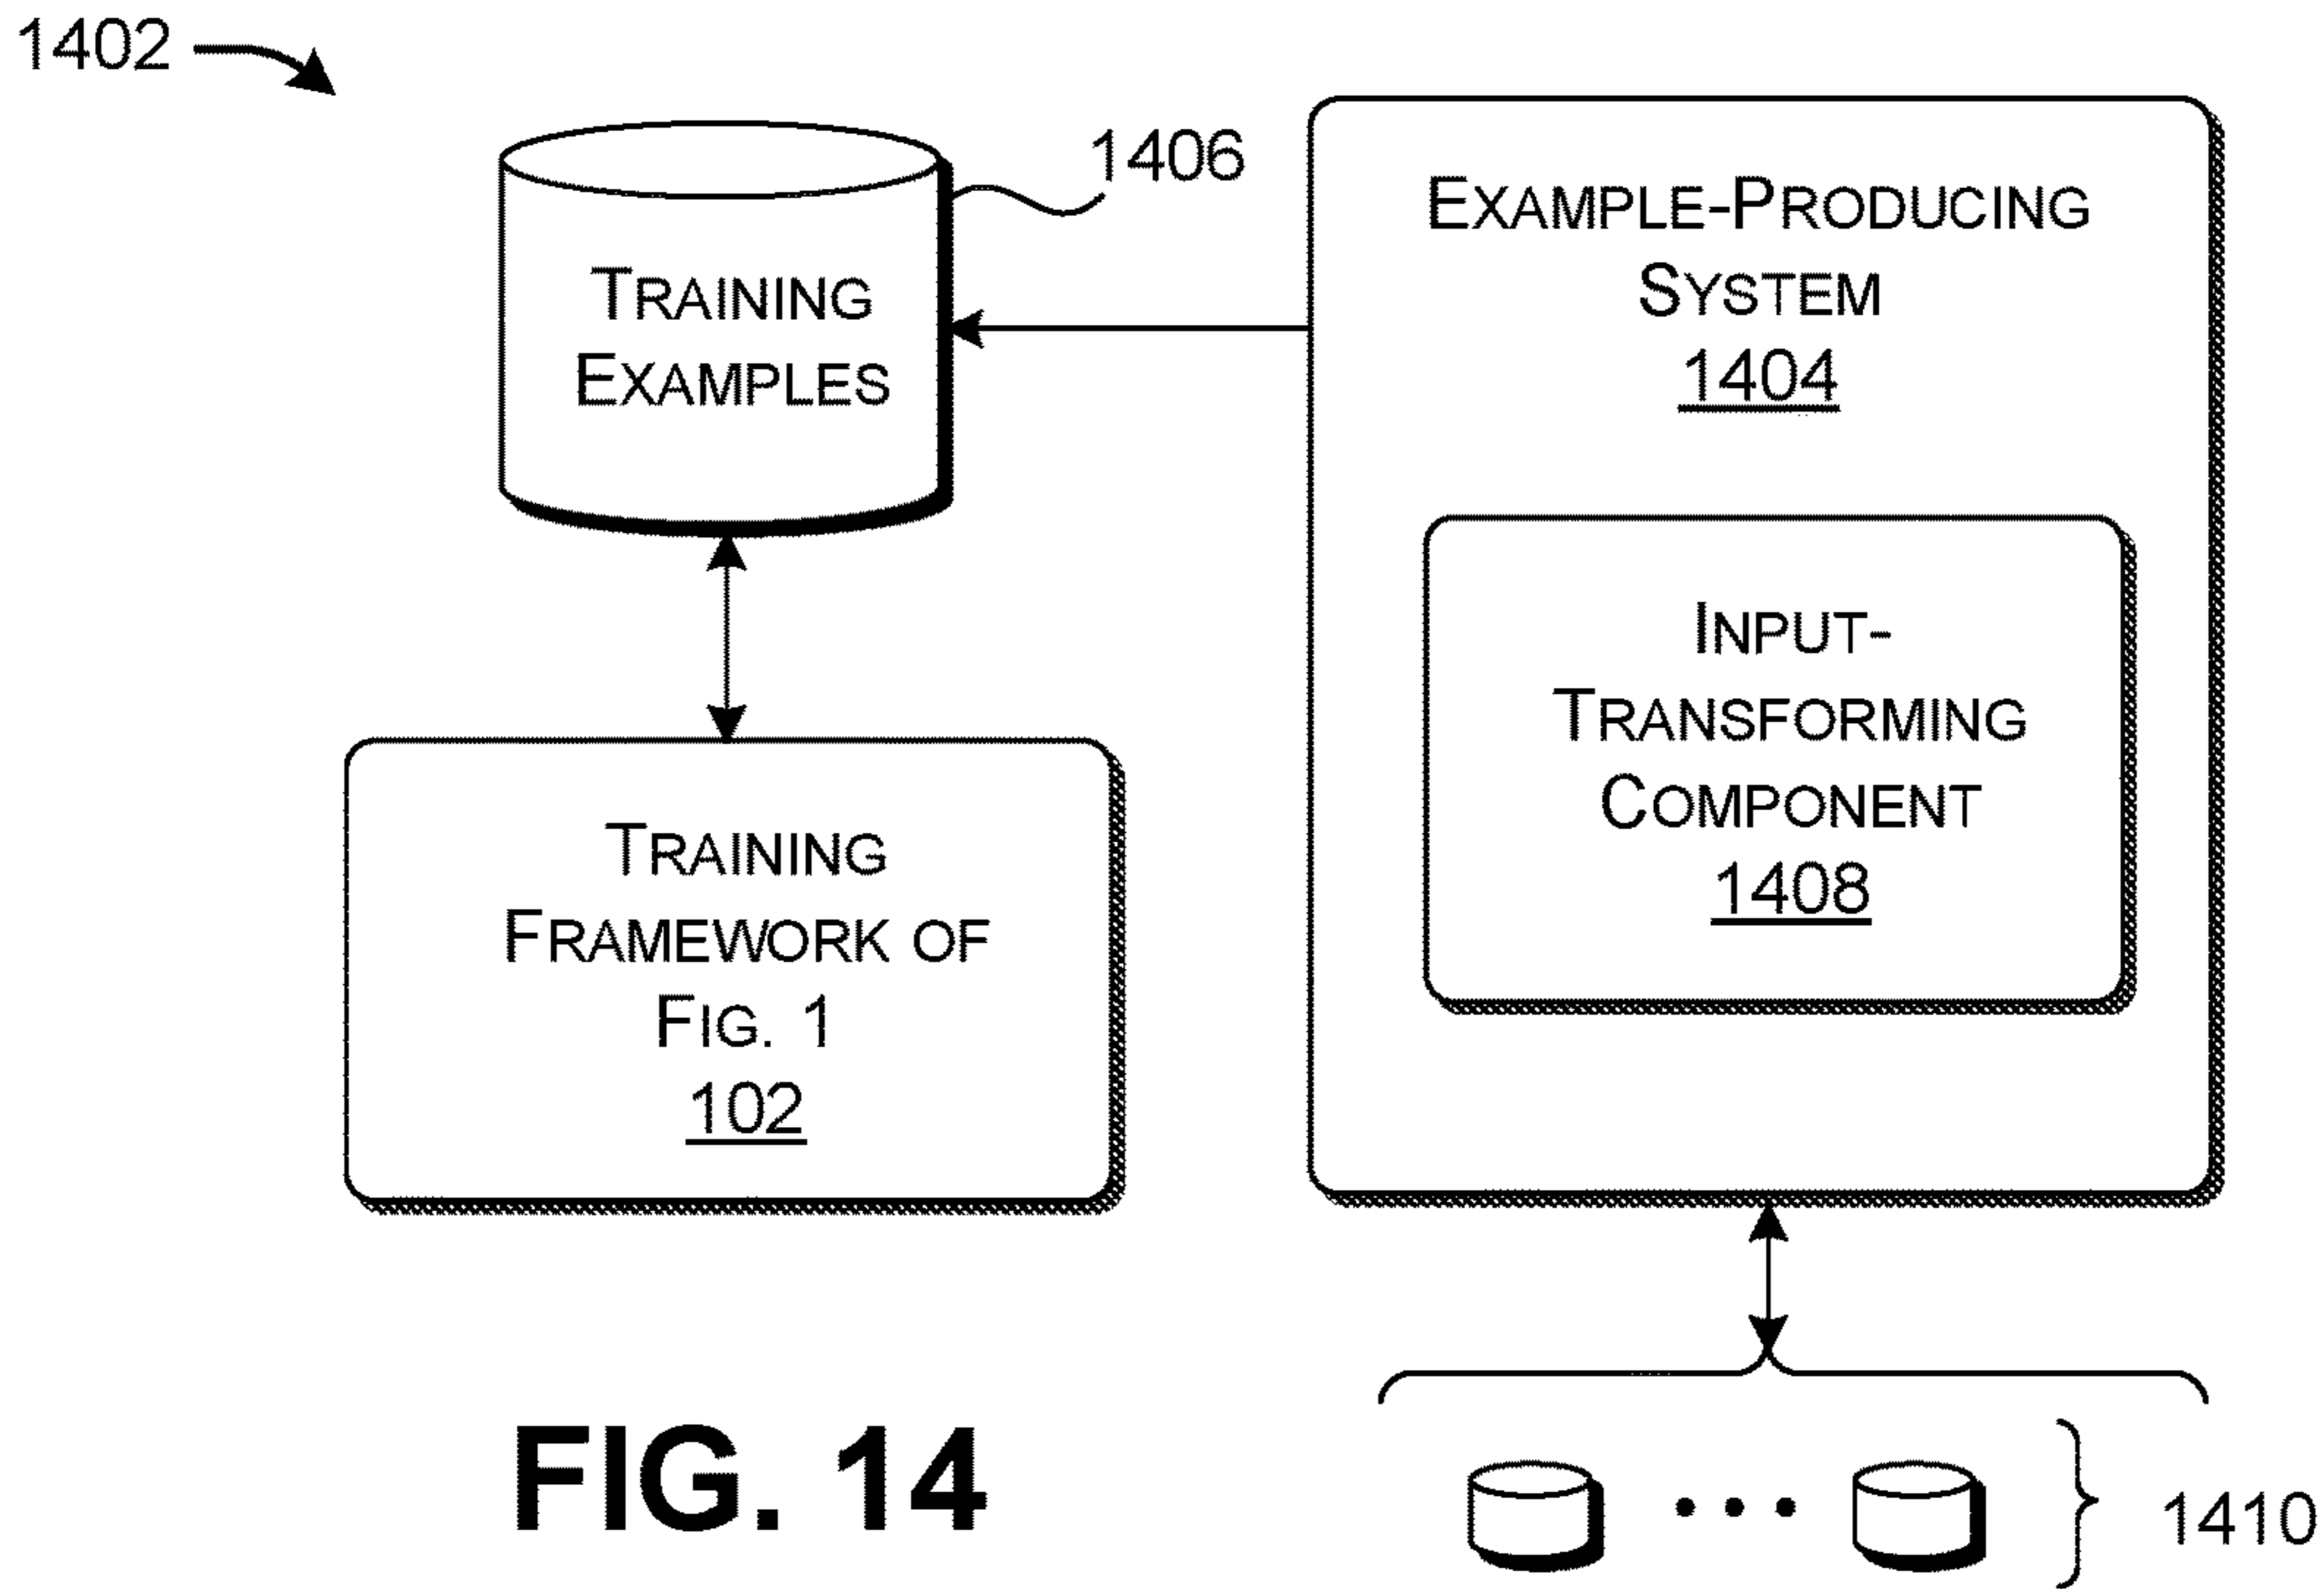 1402
1406
TRAINING
EXAMPLES
EXAMPLE-PRODUCING
SYSTEM
1404
INPUT-
TRANSFORMING
COMPONENT
1408
TRAINING
FRAMEWORK OF
FIG. 1
102
FIG. 14
1410